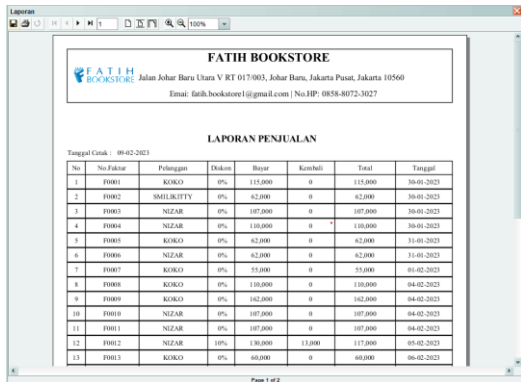 Laporan
1
100%
FATIH BOOKSTORE
FATIH
BOOKSTORE
Jalan Johar Baru Utara V RT 017/003, Johar Baru, Jakarta Pusat, Jakarta 10560
Emai: fatih.bookstore1@gmail.com | No.HP: 0858-8072-3027
LAPORAN PENJUALAN
Tanggal Cetak : 09-02-2023
No No.Faktur Pelanggan Diskon Bayar Kembali Total Tanggal
1 F0001 KOKO 0% 115,000 0 115,000 30-01-2023
2 F0002 SMILIKITTY 0% 62,000 0 62,000 30-01-2023
3 F0003 NIZAR 0% 107,000 0 107,000 30-01-2023
4 F0004 NIZAR 0% 110,000 0 110,000 30-01-2023
5 F0005 KOKO 0% 62,000 0 62,000 31-01-2023
6 F0006 NIZAR 0% 62,000 0 62,000 31-01-2023
7 F0007 KOKO 0% 55,000 0 55,000 01-02-2023
8 F0008 KOKO 0% 110,000 0 110,000 04-02-2023
9 F0009 KOKO 0% 162,000 0 162,000 04-02-2023
10 F0010 NIZAR 0% 107,000 0 107,000 04-02-2023
11 F0011 NIZAR 0% 107,000 0 107,000 04-02-2023
12 F0012 NIZAR 10% 130,000 13,000 117,000 05-02-2023
13 F0013 KOKO 0% 60,000 0 60,000 06-02-2023
Page 1 of 2